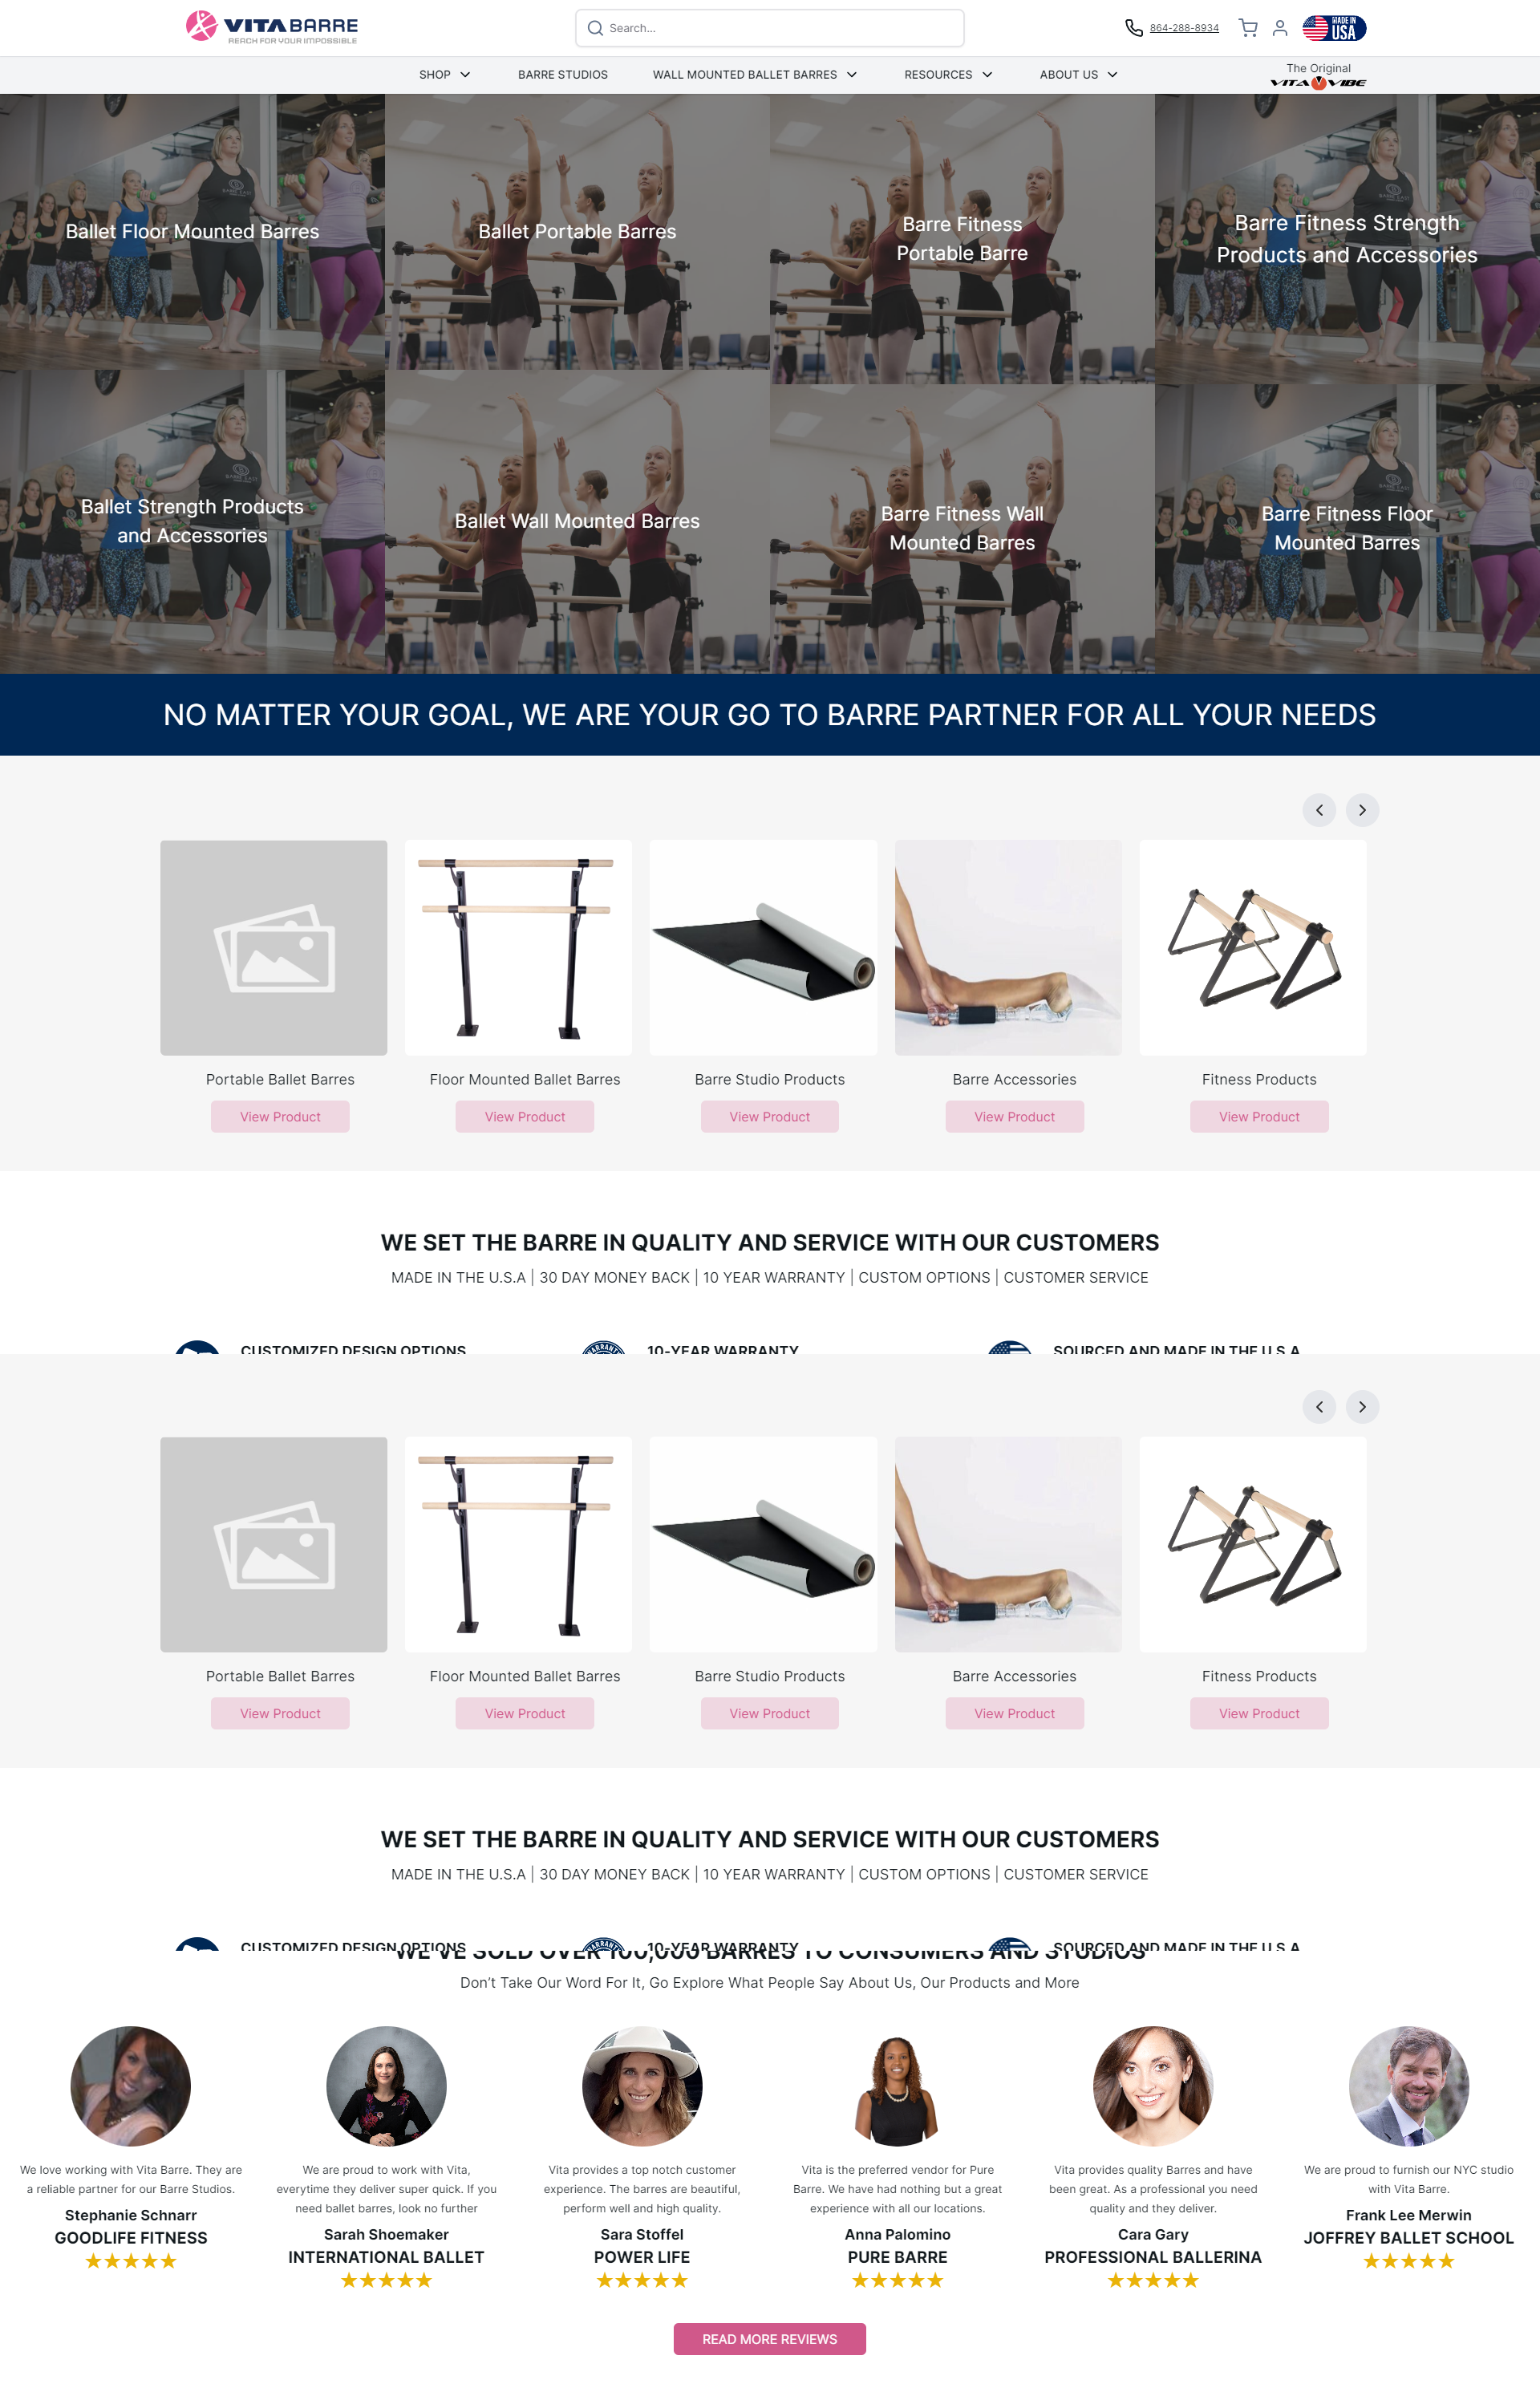 VITA BARRE
REACH FOR YOUR IMPOSSIBLE
Search...
864-288-8934
MADE IN
USA
SHOP
BARRE STUDIOS
WALL MOUNTED BALLET BARRES
RESOURCES
ABOUT US
The Original
VITA VIBE
Ballet Floor Mounted Barres
Ballet Portable Barres
Barre Fitness
Portable Barre
Barre Fitness Strength
Products and Accessories
Ballet Strength Products
and Accessories
Ballet Wall Mounted Barres
Barre Fitness Wall
Mounted Barres
Barre Fitness Floor
Mounted Barres
NO MATTER YOUR GOAL, WE ARE YOUR GO TO BARRE PARTNER FOR ALL YOUR NEEDS
Portable Ballet Barres
Floor Mounted Ballet Barres
Barre Studio Products
Barre Accessories
Fitness Products
View Product
View Product
View Product
View Product
View Product
WE SET THE BARRE IN QUALITY AND SERVICE WITH OUR CUSTOMERS
MADE IN THE U.S.A | 30 DAY MONEY BACK | 10 YEAR WARRANTY | CUSTOM OPTIONS | CUSTOMER SERVICE
CUSTOMIZED DESIGN OPTIONS
10-YEAR WARRANTY
SOURCED AND MADE IN THE U.S.A
Portable Ballet Barres
Floor Mounted Ballet Barres
Barre Studio Products
Barre Accessories
Fitness Products
View Product
View Product
View Product
View Product
View Product
WE SET THE BARRE IN QUALITY AND SERVICE WITH OUR CUSTOMERS
MADE IN THE U.S.A | 30 DAY MONEY BACK | 10 YEAR WARRANTY | CUSTOM OPTIONS | CUSTOMER SERVICE
CUSTOMIZED DESIGN OPTIONS
10-YEAR WARRANTY
SOURCED AND MADE IN THE U.S.A
WE'VE SOLD OVER 100,000 BARRES TO CONSUMERS AND STUDIOS
Don't Take Our Word For It, Go Explore What People Say About Us, Our Products and More
We love working with Vita Barre. They are
a reliable partner for our Barre Studios.
Stephanie Schnarr
GOODLIFE FITNESS
We are proud to work with Vita,
everytime they deliver super quick. If you
need ballet barres, look no further
Sarah Shoemaker
INTERNATIONAL BALLET
Vita provides a top notch customer
experience. The barres are beautiful,
perform well and high quality.
Sara Stoffel
POWER LIFE
Vita is the preferred vendor for Pure
Barre. We have had nothing but a great
experience with all our locations.
Anna Palomino
PURE BARRE
Vita provides quality Barres and have
been great. As a professional you need
quality and they deliver.
Cara Gary
PROFESSIONAL BALLERINA
We are proud to furnish our NYC studio
with Vita Barre.
Frank Lee Merwin
JOFFREY BALLET SCHOOL
READ MORE REVIEWS